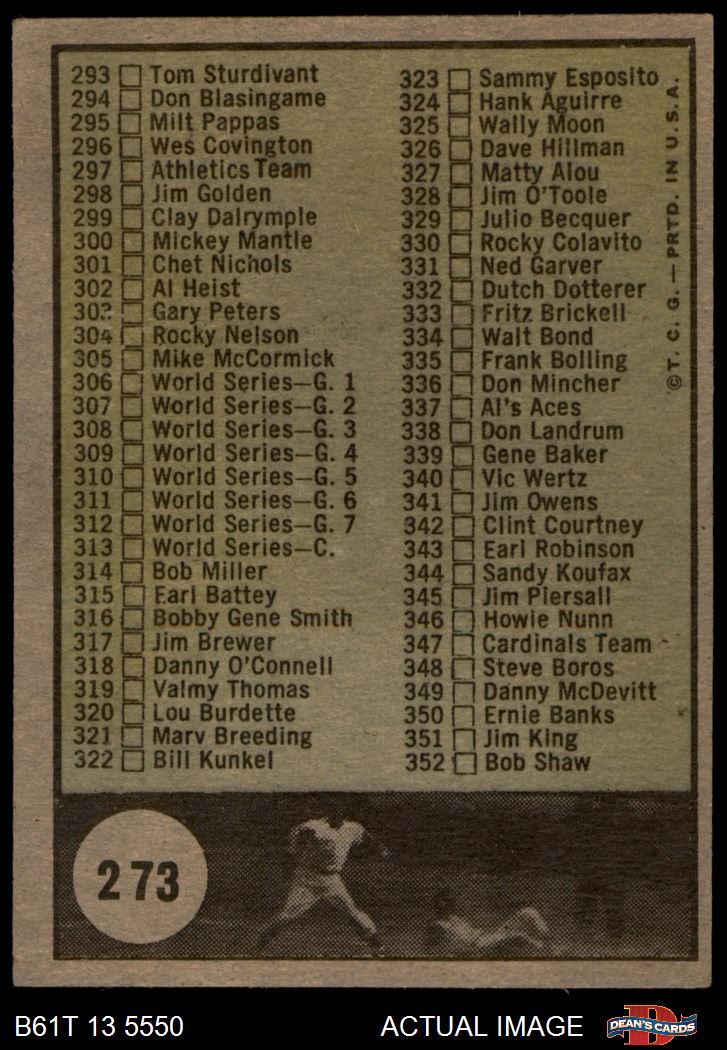 293 Tom Sturdivant
294 Don Blasingame
295 Milt Pappas
296 Wes Covington
297 Athletics Team
298 Jim Golden
299 Clay Dalrymple
300 Mickey Mantle
301 Chet Nichols
302 Al Heist
303 Gary Peters
304 Rocky Nelson
305 Mike McCormick
306 World Series—G. 1
307 World Series—G. 2
308 World Series—G. 3
309 World Series—G. 4
310 World Series—G. 5
311 World Series—G. 6
312 World Series—G. 7
313 World Series—C.
314 Bob Miller
315 Earl Battey
316 Bobby Gene Smith
317 Jim Brewer
318 Danny O'Connell
319 Valmy Thomas
320 Lou Burdette
321 Marv Breeding
322 Bill Kunkel
323 Sammy Esposito
324 Hank Aguirre
325 Wally Moon
326 Dave Hillman
327 Matty Alou
328 Jim O'Toole
329 Julio Becquer
330 Rocky Colavito
331 Ned Garver
332 Dutch Dotterer
333 Fritz Brickell
334 Walt Bond
335 Frank Bolling
336 Don Mincher
337 Al's Aces
338 Don Landrum
339 Gene Baker
340 Vic Wertz
341 Jim Owens
342 Clint Courtney
343 Earl Robinson
344 Sandy Koufax
345 Jim Piersall
346 Howie Nunn
347 Cardinals Team
348 Steve Boros
349 Danny McDevitt
350 Ernie Banks
351 Jim King
352 Bob Shaw
© T. C. G.—PRTD. IN U.S.A.
273
B61T 13 5550
ACTUAL IMAGE
D
DEAN'S CARDS